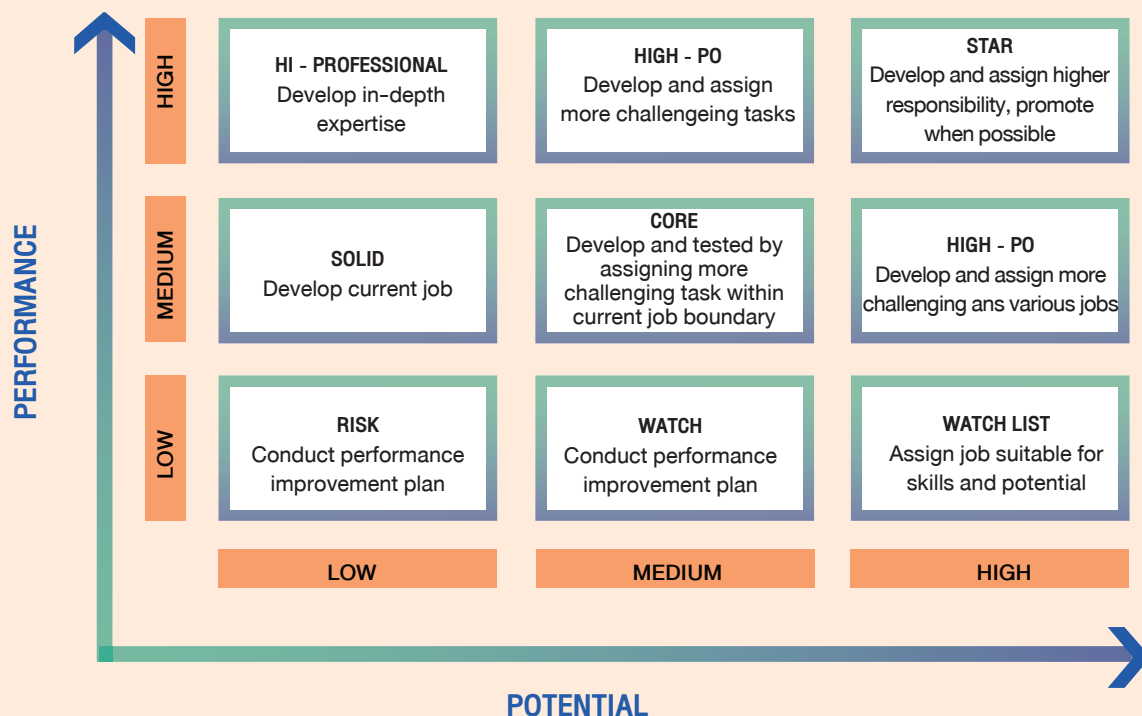 PERFORMANCE
HIGH
HI - PROFESSIONAL
Develop in-depth
expertise
HIGH - PO
Develop and assign
more challengeing tasks
STAR
Develop and assign higher
responsibility, promote
when possible
MEDIUM
SOLID
Develop current job
CORE
Develop and tested by
assigning more
challenging task within
current job boundary
HIGH - PO
Develop and assign more
challenging ans various jobs
LOW
RISK
Conduct performance
improvement plan
WATCH
Conduct performance
improvement plan
WATCH LIST
Assign job suitable for
skills and potential
LOW
MEDIUM
HIGH
POTENTIAL